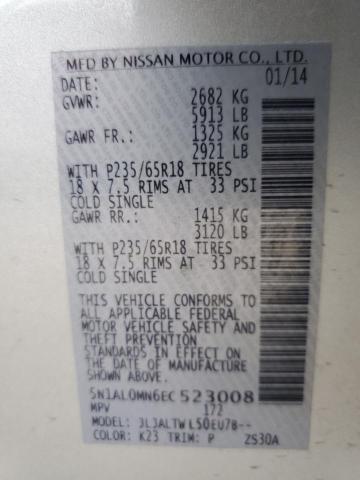 MFD BY NISSAN MOTOR CO., LTD.
DATE: 01/14
GVWR: 2682 KG
5913 LB
GAWR FR.: 1325 KG
2921 LB
WITH P235/65R18 TIRES
18 X 7.5 RIMS AT 33 PSI
COLD SINGLE
GAWR RR.: 1415 KG
3120 LB
WITH P235/65R18 TIRES
18 X 7.5 RIMS AT 33 PSI
COLD SINGLE
THIS VEHICLE CONFORMS TO
ALL APPLICABLE FEDERAL
MOTOR VEHICLE SAFETY AND
THEFT PREVENTION
STANDARDS IN EFFECT ON
THE DATE OF MANUFACTURE
SHOWN ABOVE.
5N1AL0MN6EC523008
MPV 172
MODEL: JLJALTWL50EU7B--
COLOR: K23 TRIM: P ZS30A